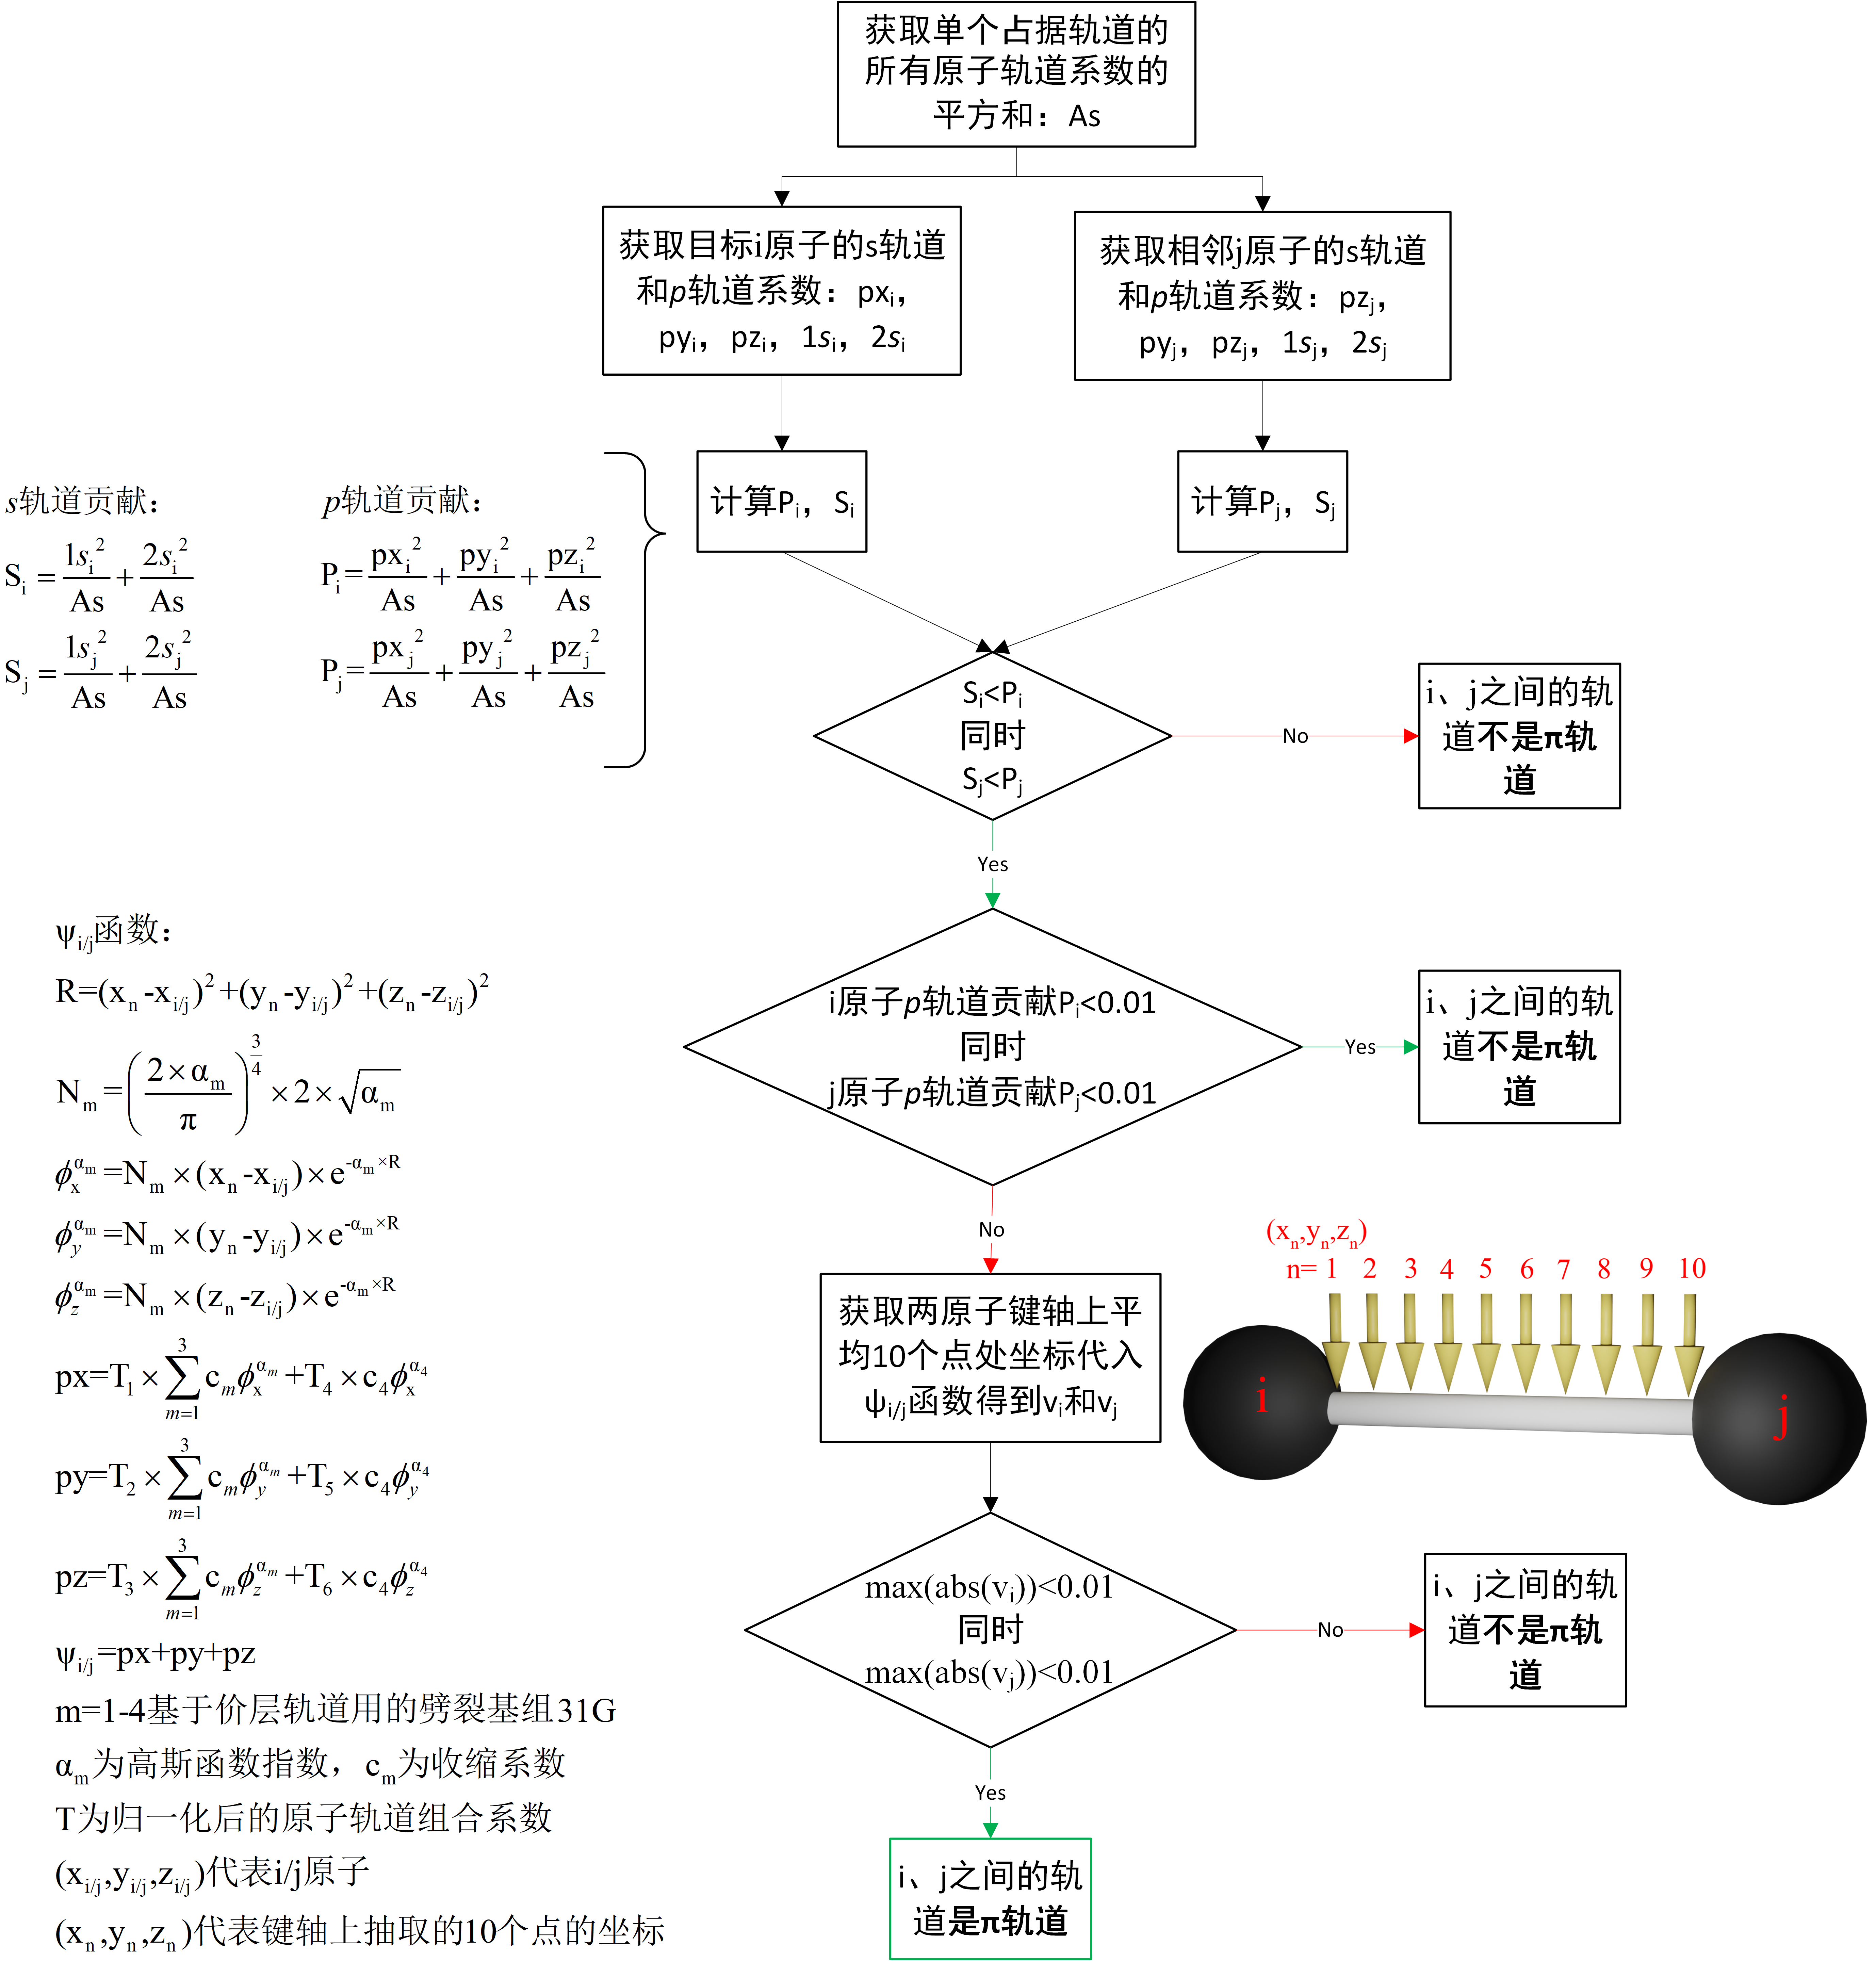 获取单个占据轨道的
所有原子轨道系数的
平方和：As
获取目标i原子的s轨道
和p轨道系数：pxᵢ，
pyᵢ，pzᵢ，1sᵢ，2sᵢ
获取相邻j原子的s轨道
和p轨道系数：pzⱼ，
pyⱼ，pzⱼ，1sⱼ，2sⱼ
计算Pᵢ，Sᵢ
计算Pⱼ，Sⱼ
s轨道贡献：
Sᵢ = 1sᵢ²/As + 2sᵢ²/As
Sⱼ = 1sⱼ²/As + 2sⱼ²/As
p轨道贡献：
Pᵢ = pxᵢ²/As + pyᵢ²/As + pzᵢ²/As
Pⱼ = pxⱼ²/As + pyⱼ²/As + pzⱼ²/As
Sᵢ<Pᵢ
同时
Sⱼ<Pⱼ
No
i、j之间的轨
道不是π轨
道
Yes
i原子p轨道贡献Pᵢ<0.01
同时
j原子p轨道贡献Pⱼ<0.01
Yes
i、j之间的轨
道不是π轨
道
No
获取两原子键轴上平
均10个点处坐标代入
ψi/j函数得到vᵢ和vⱼ
(xn,yn,zn)
n= 1 2 3 4 5 6 7 8 9 10
i
j
max(abs(vᵢ))<0.01
同时
max(abs(vⱼ))<0.01
No
i、j之间的轨
道不是π轨
道
Yes
i、j之间的轨
道是π轨道
ψi/j函数：
R=(xn-xi/j)²+(yn-yi/j)²+(zn-zi/j)²
Nm=(2×αm/π)^(3/4)×2×√αm
ϕx^αm=Nm×(xn-xi/j)×e^(-αm×R)
ϕy^αm=Nm×(yn-yi/j)×e^(-αm×R)
ϕz^αm=Nm×(zn-zi/j)×e^(-αm×R)
px=T₁×∑(m=1→3) cmϕx^αm+T₄×c₄ϕx^α₄
py=T₂×∑(m=1→3) cmϕy^αm+T₅×c₄ϕy^α₄
pz=T₃×∑(m=1→3) cmϕz^αm+T₆×c₄ϕz^α₄
ψi/j=px+py+pz
m=1-4基于价层轨道用的劈裂基组31G
αm为高斯函数指数，cm为收缩系数
T为归一化后的原子轨道组合系数
(xi/j,yi/j,zi/j)代表i/j原子
(xn,yn,zn)代表键轴上抽取的10个点的坐标